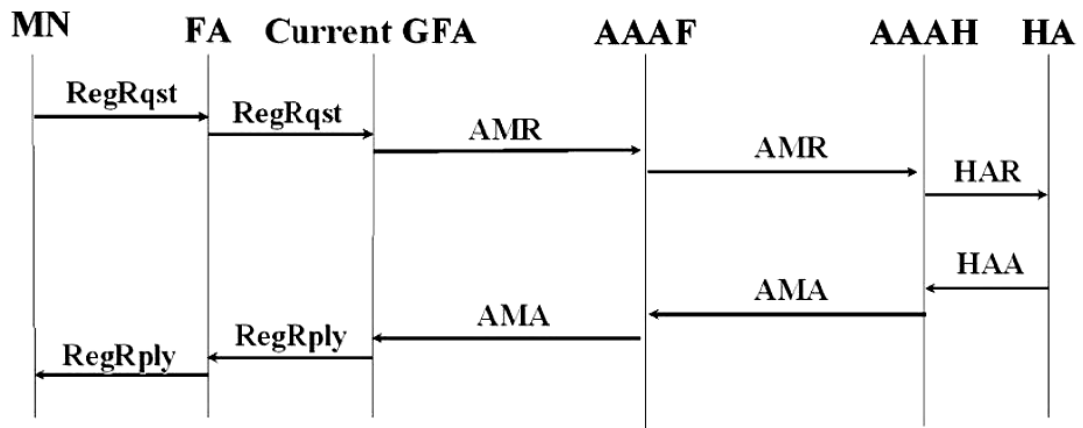 MN FA Current GFA AAAF AAAH HA
RegRqst
RegRqst
AMR
AMR
HAR
HAA
AMA
AMA
RegRply
RegRply